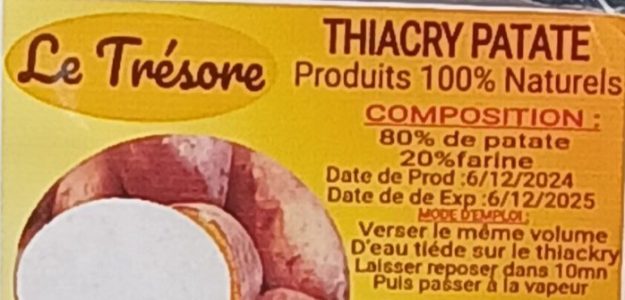 Le Trésore
THIACRY PATATE
Produits 100% Naturels
COMPOSITION :
80% de patate
20%farine
Date de Prod :6/12/2024
Date de de Exp :6/12/2025
MODE D'EMPLOI :
Verser le même volume
D'eau tiéde sur le thiackry
Laisser reposer dans 10mn
Puis passer à la vapeur